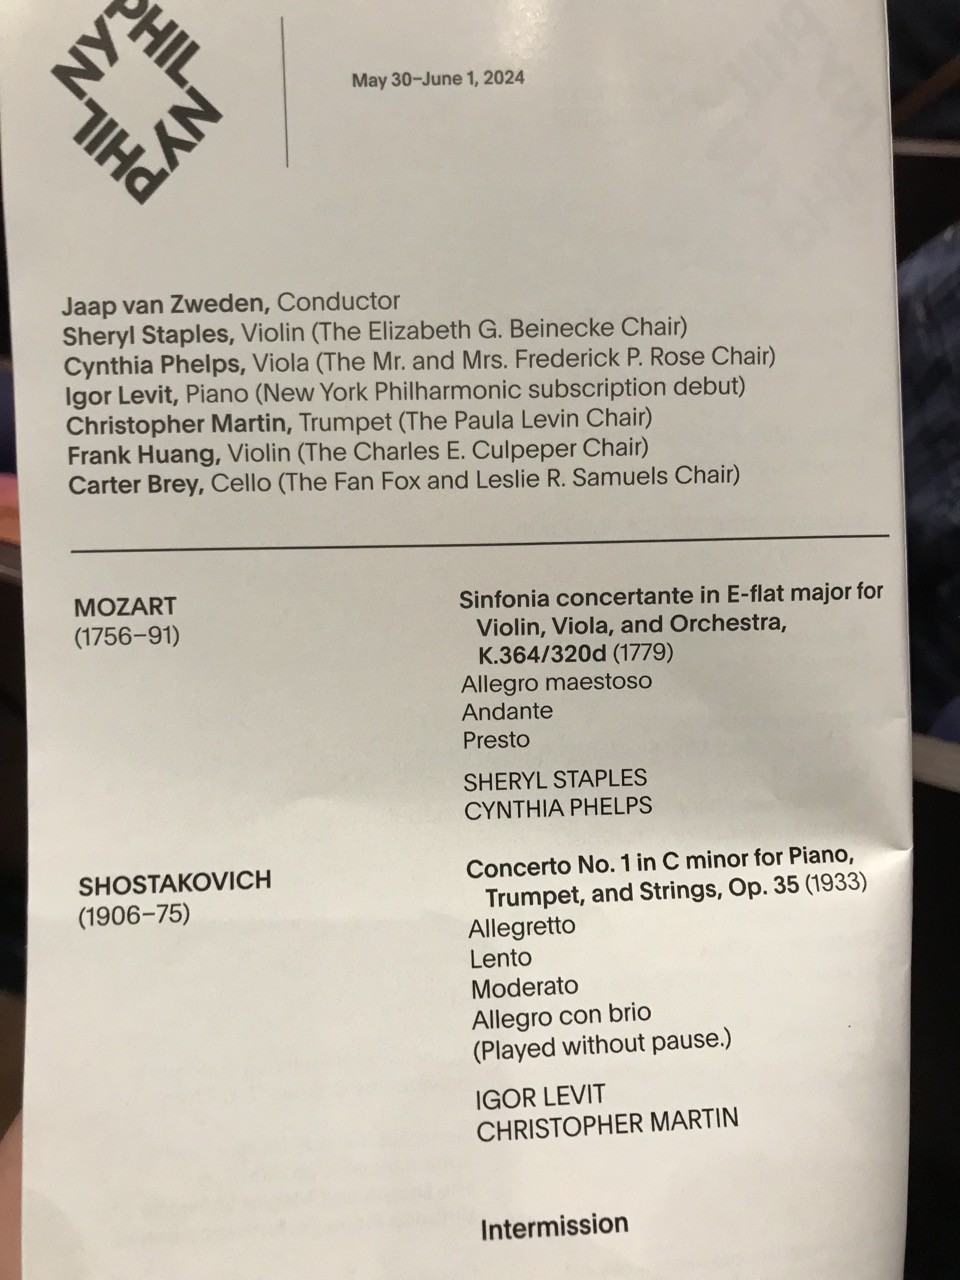 PHIL NY PHIL NY
May 30–June 1, 2024
Jaap van Zweden, Conductor
Sheryl Staples, Violin (The Elizabeth G. Beinecke Chair)
Cynthia Phelps, Viola (The Mr. and Mrs. Frederick P. Rose Chair)
Igor Levit, Piano (New York Philharmonic subscription debut)
Christopher Martin, Trumpet (The Paula Levin Chair)
Frank Huang, Violin (The Charles E. Culpeper Chair)
Carter Brey, Cello (The Fan Fox and Leslie R. Samuels Chair)
MOZART
(1756–91)
Sinfonia concertante in E-flat major for
Violin, Viola, and Orchestra,
K.364/320d (1779)
Allegro maestoso
Andante
Presto
SHERYL STAPLES
CYNTHIA PHELPS
SHOSTAKOVICH
(1906–75)
Concerto No. 1 in C minor for Piano,
Trumpet, and Strings, Op. 35 (1933)
Allegretto
Lento
Moderato
Allegro con brio
(Played without pause.)
IGOR LEVIT
CHRISTOPHER MARTIN
Intermission